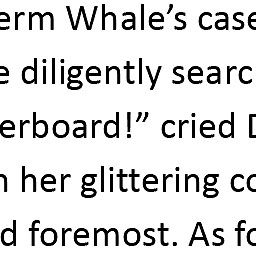 erm Whale’s case
e diligently searc
erboard!” cried D
n her glittering co
d foremost. As fo